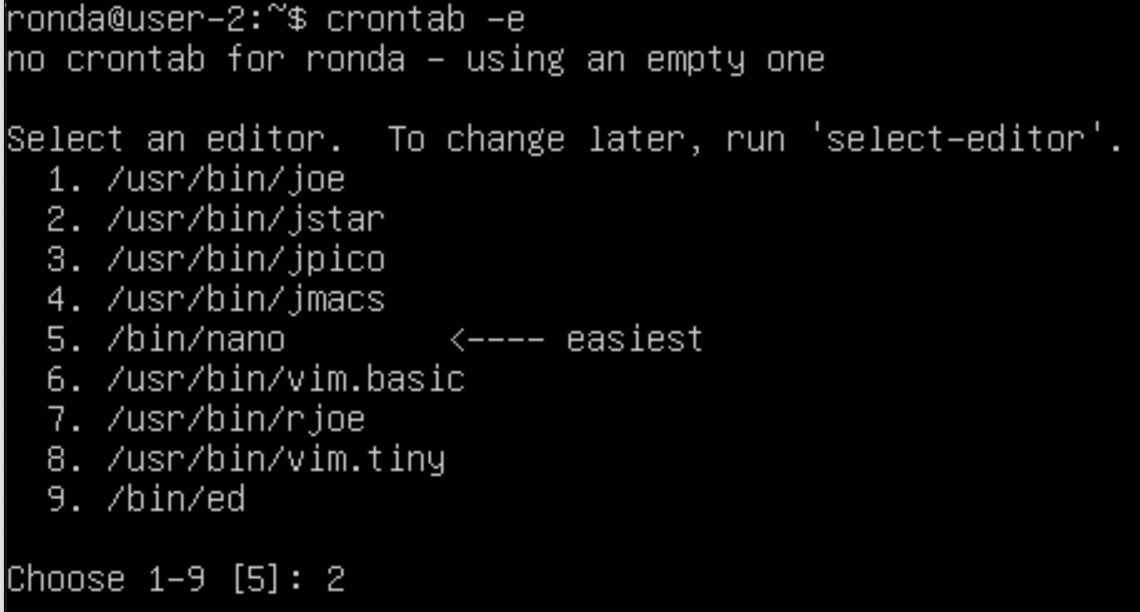 ronda@user-2:~$ crontab -e
no crontab for ronda - using an empty one
Select an editor.  To change later, run 'select-editor'.
  1. /usr/bin/joe
  2. /usr/bin/jstar
  3. /usr/bin/jpico
  4. /usr/bin/jmacs
  5. /bin/nano        <---- easiest
  6. /usr/bin/vim.basic
  7. /usr/bin/rjoe
  8. /usr/bin/vim.tiny
  9. /bin/ed
Choose 1-9 [5]: 2